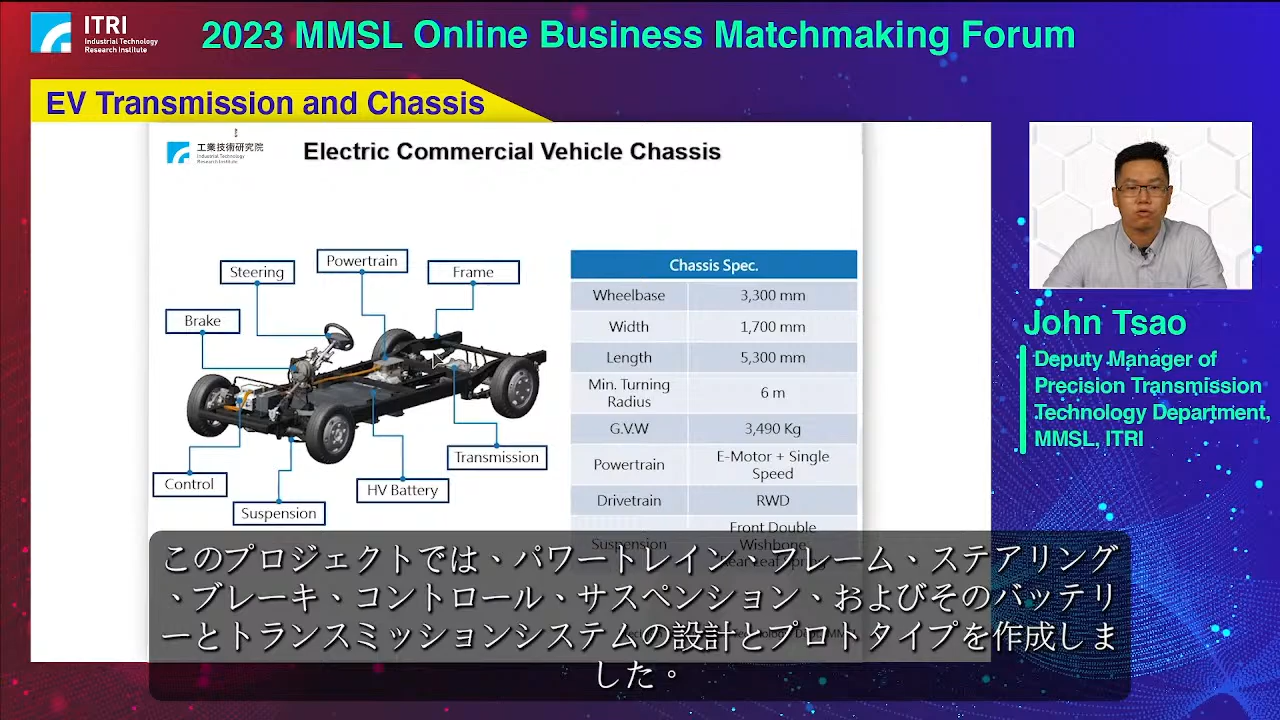 ITRI
Industrial Technology
Research Institute
2023 MMSL Online Business Matchmaking Forum
EV Transmission and Chassis
工業技術研究院
Industrial Technology
Research Institute
Electric Commercial Vehicle Chassis
Steering
Powertrain
Frame
Brake
Control
Suspension
HV Battery
Transmission
Chassis Spec.
Wheelbase 3,300 mm
Width 1,700 mm
Length 5,300 mm
Min. Turning
Radius
6 m
G.V.W 3,490 Kg
Powertrain
E-Motor + Single
Speed
Drivetrain RWD
Suspension
Front Double
Wishbone
John Tsao
Deputy Manager of
Precision Transmission
Technology Department,
MMSL, ITRI
このプロジェクトでは、パワートレイン、フレーム、ステアリング
、ブレーキ、コントロール、サスペンション、およびそのバッテリ
ーとトランスミッションシステムの設計とプロトタイプを作成しま
した。